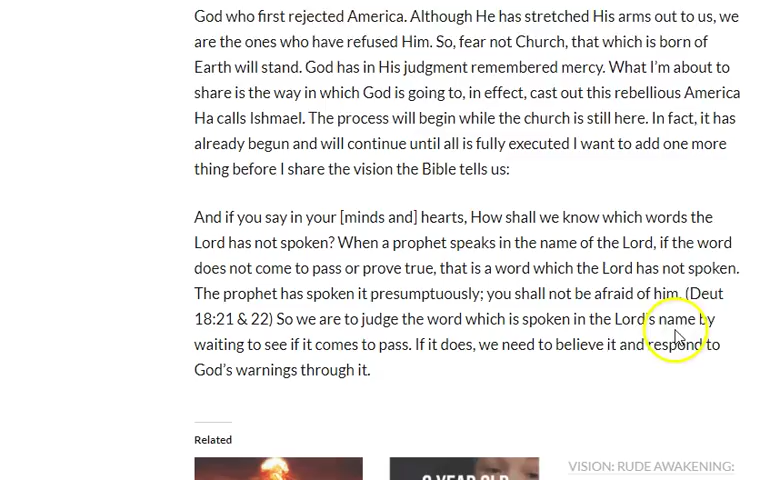 God who first rejected America. Although He has stretched His arms out to us, we
are the ones who have refused Him. So, fear not Church, that which is born of
Earth will stand. God has in His judgment remembered mercy. What I'm about to
share is the way in which God is going to, in effect, cast out this rebellious America
Ha calls Ishmael. The process will begin while the church is still here. In fact, it has
already begun and will continue until all is fully executed I want to add one more
thing before I share the vision the Bible tells us:
And if you say in your [minds and] hearts, How shall we know which words the
Lord has not spoken? When a prophet speaks in the name of the Lord, if the word
does not come to pass or prove true, that is a word which the Lord has not spoken.
The prophet has spoken it presumptuously; you shall not be afraid of him. (Deut
18:21 & 22) So we are to judge the word which is spoken in the Lord's name by
waiting to see if it comes to pass. If it does, we need to believe it and respond to
God's warnings through it.
Related
YEAR OLD
VISION: RUDE AWAKENING: